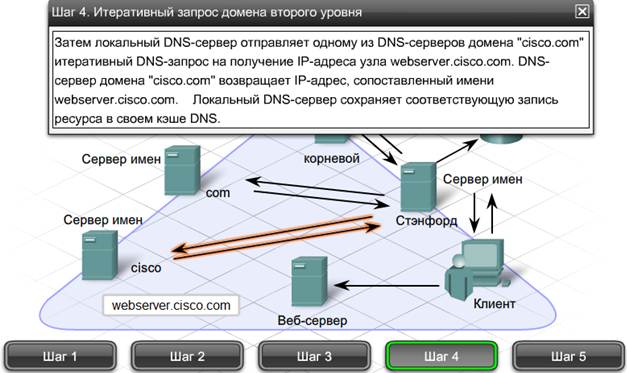 Шаг 4. Итеративный запрос домена второго уровня
Затем локальный DNS-сервер отправляет одному из DNS-серверов домена "cisco.com"
итеративный DNS-запрос на получение IP-адреса узла webserver.cisco.com. DNS-
сервер домена "cisco.com" возвращает IP-адрес, сопоставленный имени
webserver.cisco.com. Локальный DNS-сервер сохраняет соответствующую запись
ресурса в своем кэше DNS.
корневой
Сервер имен
com
Сервер имен
Стэнфорд
Сервер имен
cisco
webserver.cisco.com
Веб-сервер
Клиент
Шаг 1
Шаг 2
Шаг 3
Шаг 4
Шаг 5